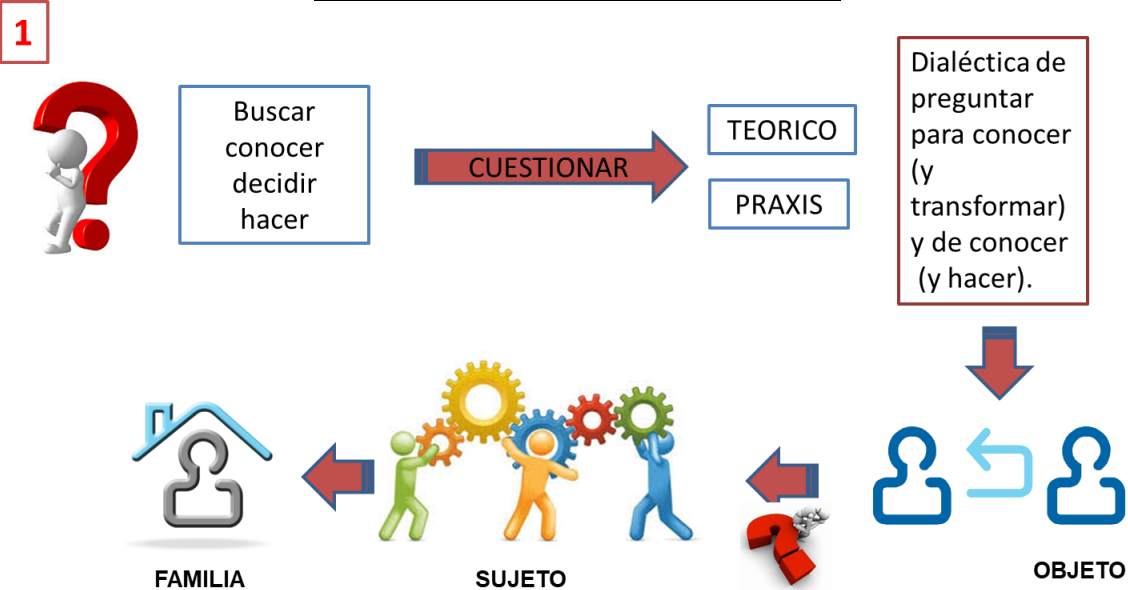 1
Buscar
conocer
decidir
hacer
CUESTIONAR
TEORICO
PRAXIS
Dialéctica de
preguntar
para conocer
(y
transformar)
y de conocer
(y hacer).
FAMILIA
SUJETO
OBJETO